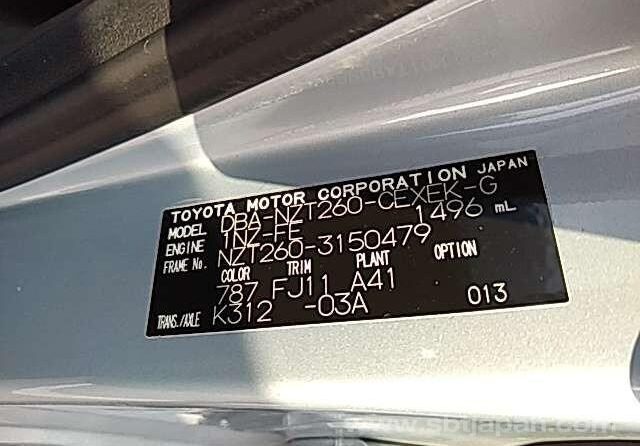 TOYOTA MOTOR CORPORATION JAPAN
MODEL DBA-NZT260-CEXEK-G
ENGINE 1NZ-FE 1496 mL
FRAME No. NZT260-3150479
COLOR TRIM PLANT OPTION
787 FJ11 A41
TRANS./AXLE K312 -03A 013
www.sbtjapan.com